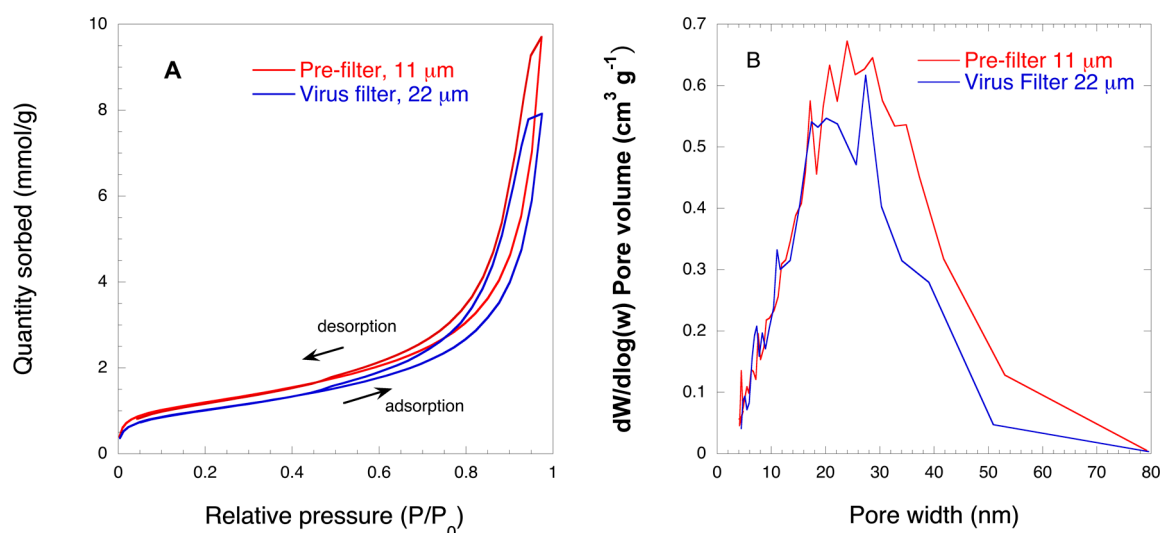 A
Pre-filter, 11 μm
Virus filter, 22 μm
desorption
adsorption
Quantity sorbed (mmol/g)
10
8
6
4
2
0
0 0.2 0.4 0.6 0.8 1
Relative pressure (P/P0)
B
Pre-filter 11 μm
Virus Filter 22 μm
dW/dlog(w) Pore volume (cm³ g⁻¹)
0.7
0.6
0.5
0.4
0.3
0.2
0.1
0
0 10 20 30 40 50 60 70 80
Pore width (nm)